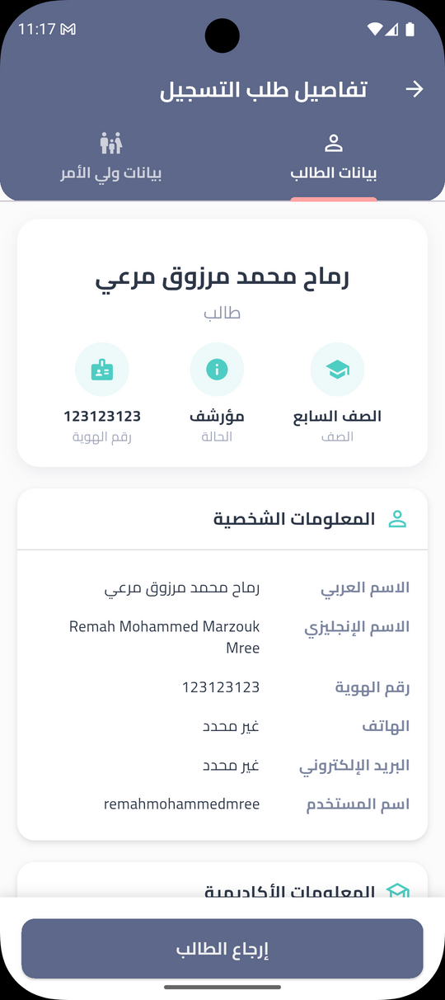 11:17
تفاصيل طلب التسجيل
بيانات الطالب
بيانات ولي الأمر
رماح محمد مرزوق مرعي
طالب
الصف السابع
الصف
مؤرشف
الحالة
123123123
رقم الهوية
المعلومات الشخصية
الاسم العربي
رماح محمد مرزوق مرعي
الاسم الإنجليزي
Remah Mohammed Marzouk
Mree
رقم الهوية
123123123
الهاتف
غير محدد
البريد الإلكتروني
غير محدد
اسم المستخدم
remahmohammedmree
المعلومات الأكاديمية
إرجاع الطالب